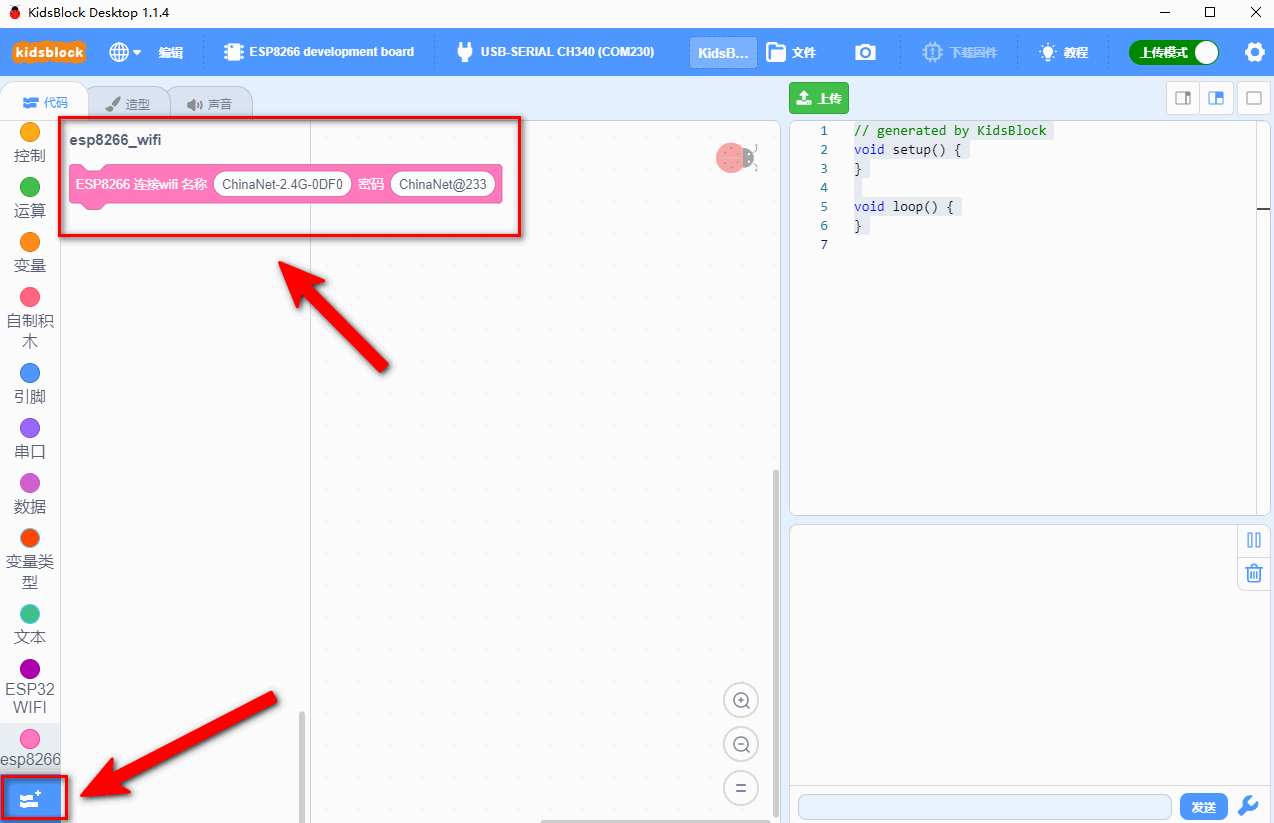 KidsBlock Desktop 1.1.4
kidsblock
编辑
ESP8266 development board
USB-SERIAL CH340 (COM230)
KidsB...
文件
下载固件
教程
上传模式
代码
造型
声音
上传
控制
运算
变量
自制积
木
引脚
串口
数据
变量类
型
文本
ESP32
WIFI
esp8266
esp8266_wifi
ESP8266 连接wifi 名称 ChinaNet-2.4G-0DF0 密码 ChinaNet@233
1 // generated by KidsBlock
2 void setup() {
3 }
4
5 void loop() {
6 }
7
发送